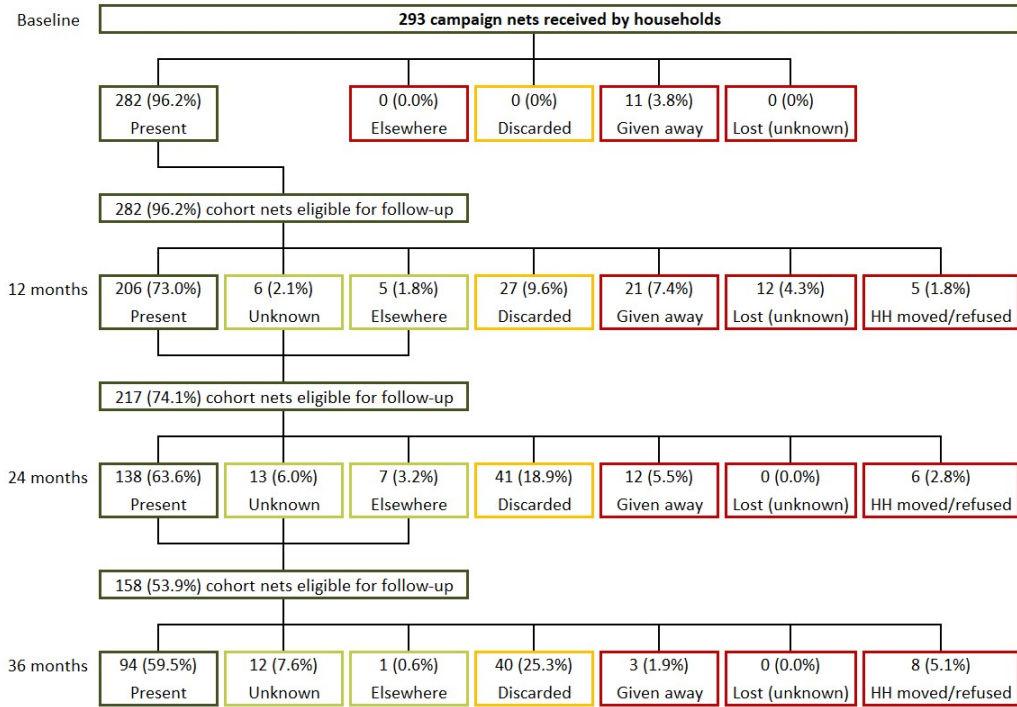 Baseline
293 campaign nets received by households
282 (96.2%)
Present
0 (0.0%)
Elsewhere
0 (0%)
Discarded
11 (3.8%)
Given away
0 (0%)
Lost (unknown)
282 (96.2%) cohort nets eligible for follow-up
12 months
206 (73.0%)
Present
6 (2.1%)
Unknown
5 (1.8%)
Elsewhere
27 (9.6%)
Discarded
21 (7.4%)
Given away
12 (4.3%)
Lost (unknown)
5 (1.8%)
HH moved/refused
217 (74.1%) cohort nets eligible for follow-up
24 months
138 (63.6%)
Present
13 (6.0%)
Unknown
7 (3.2%)
Elsewhere
41 (18.9%)
Discarded
12 (5.5%)
Given away
0 (0.0%)
Lost (unknown)
6 (2.8%)
HH moved/refused
158 (53.9%) cohort nets eligible for follow-up
36 months
94 (59.5%)
Present
12 (7.6%)
Unknown
1 (0.6%)
Elsewhere
40 (25.3%)
Discarded
3 (1.9%)
Given away
0 (0.0%)
Lost (unknown)
8 (5.1%)
HH moved/refused